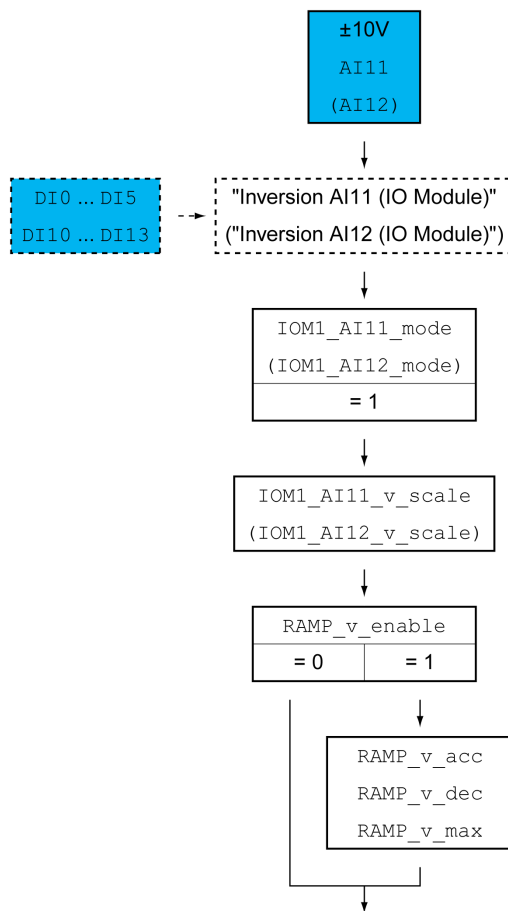 ±10V
AI11
(AI12)
DI0 ... DI5
DI10 ... DI13
"Inversion AI11 (IO Module)"
("Inversion AI12 (IO Module)")
IOM1_AI11_mode
(IOM1_AI12_mode)
= 1
IOM1_AI11_v_scale
(IOM1_AI12_v_scale)
RAMP_v_enable
= 0
= 1
RAMP_v_acc
RAMP_v_dec
RAMP_v_max